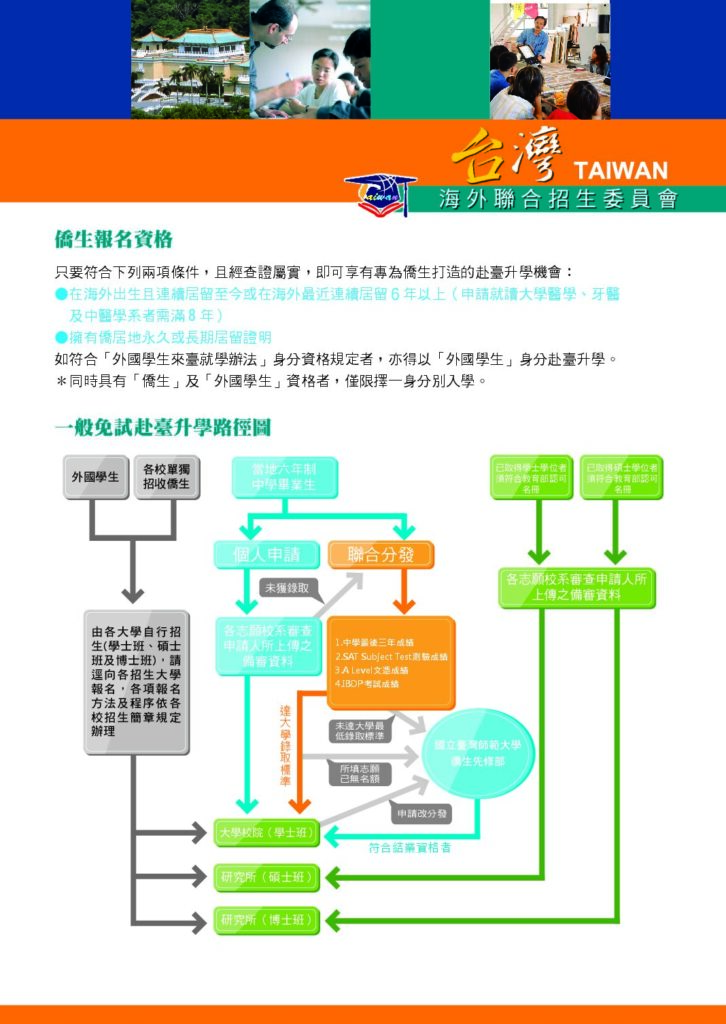 台灣 TAIWAN
Taiwan
海外聯合招生委員會
僑生報名資格
只要符合下列兩項條件，且經查證屬實，即可享有專為僑生打造的赴臺升學機會：
●在海外出生且連續居留至今或在海外最近連續居留6年以上（申請就讀大學醫學、牙醫
及中醫學系者需滿8年）
●擁有僑居地永久或長期居留證明
如符合「外國學生來臺就學辦法」身分資格規定者，亦得以「外國學生」身分赴臺升學。
＊同時具有「僑生」及「外國學生」資格者，僅限擇一身分別入學。
一般免試赴臺升學路徑圖
外國學生
各校單獨
招收僑生
當地六年制
中學畢業生
已取得學士學位者
須符合教育部認可
名冊
已取得碩士學位者
須符合教育部認可
名冊
個人申請
聯合分發
未獲錄取
各志願校系審查申請人所
上傳之備審資料
由各大學自行招
生(學士班、碩士
班及博士班)，請
逕向各招生大學
報名，各項報名
方法及程序依各
校招生簡章規定
辦理
各志願校系審查
申請人所上傳之
備審資料
1.中學最後三年成績
2.SAT Subject Test測驗成績
3.A Level文憑成績
4.IBDP考試成績
達大學錄取標準
未達大學最
低錄取標準
所填志願
已無名額
國立臺灣師範大學
僑生先修部
申請改分發
大學校院（學士班）
符合結業資格者
研究所（碩士班）
研究所（博士班）